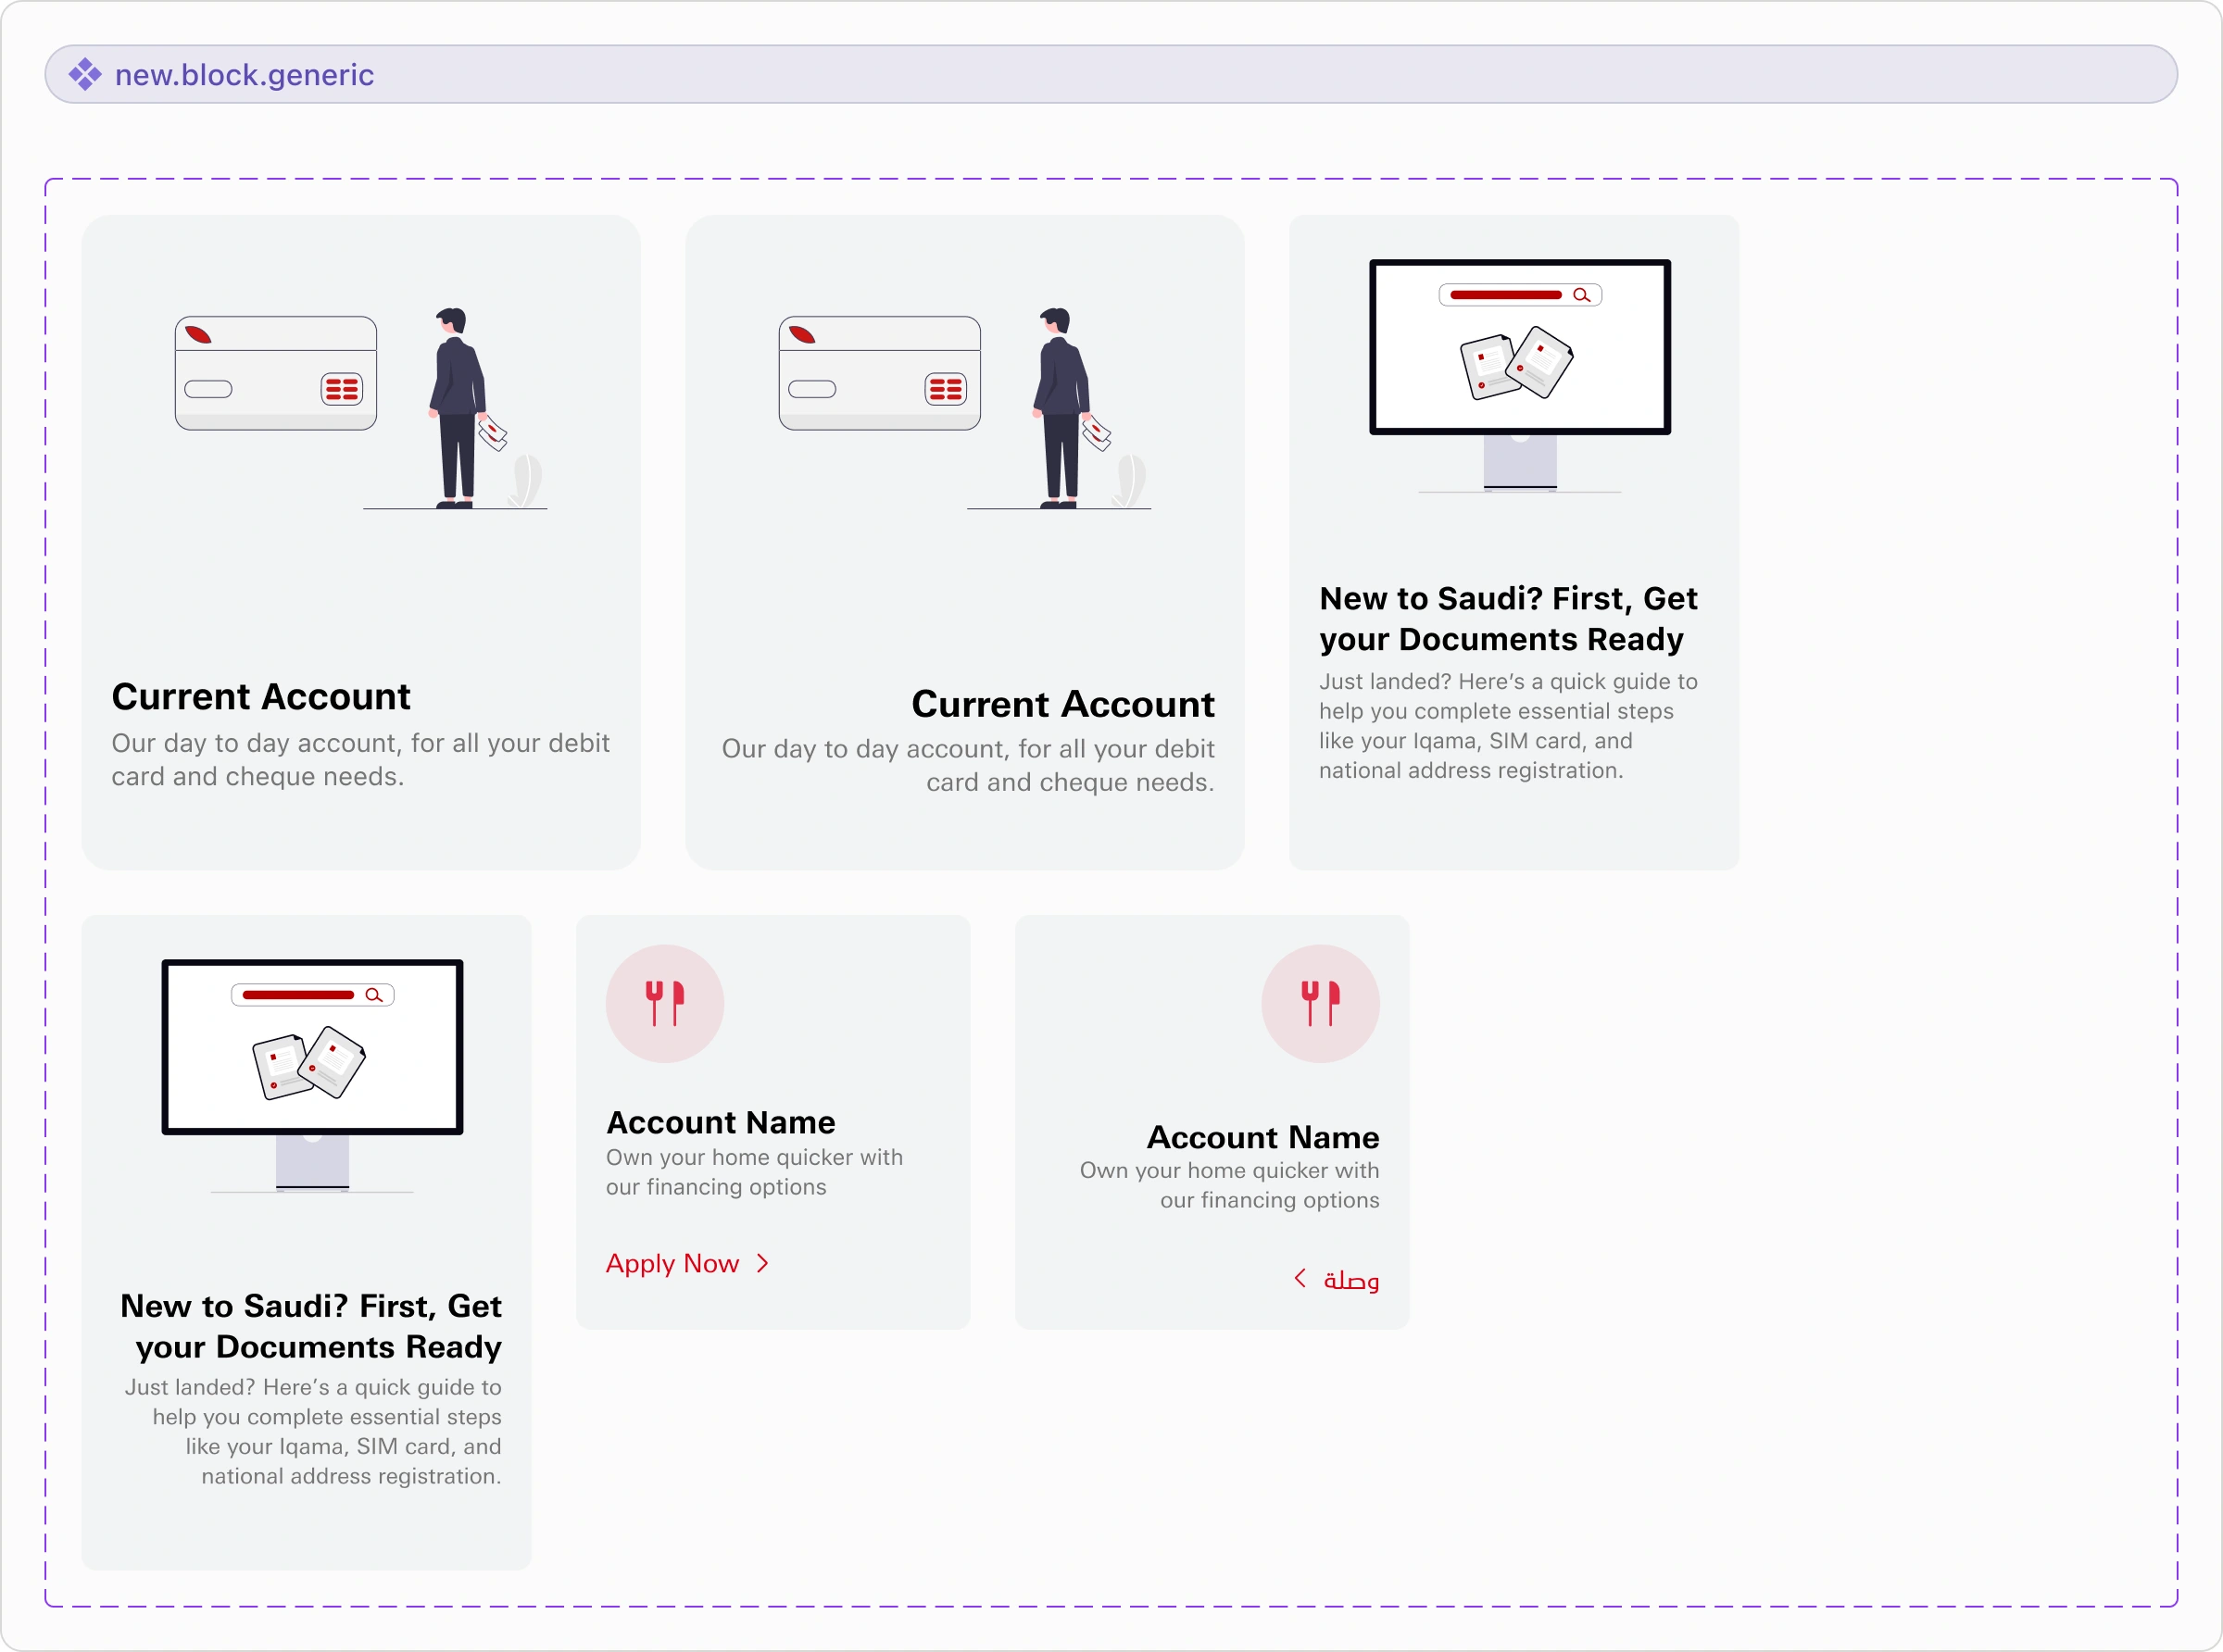 new.block.generic
Current Account
Our day to day account, for all your debit
card and cheque needs.
Current Account
Our day to day account, for all your debit
card and cheque needs.
New to Saudi? First, Get
your Documents Ready
Just landed? Here’s a quick guide to
help you complete essential steps
like your Iqama, SIM card, and
national address registration.
New to Saudi? First, Get
your Documents Ready
Just landed? Here’s a quick guide to
help you complete essential steps
like your Iqama, SIM card, and
national address registration.
Account Name
Own your home quicker with
our financing options
Apply Now
Account Name
Own your home quicker with
our financing options
وصلة